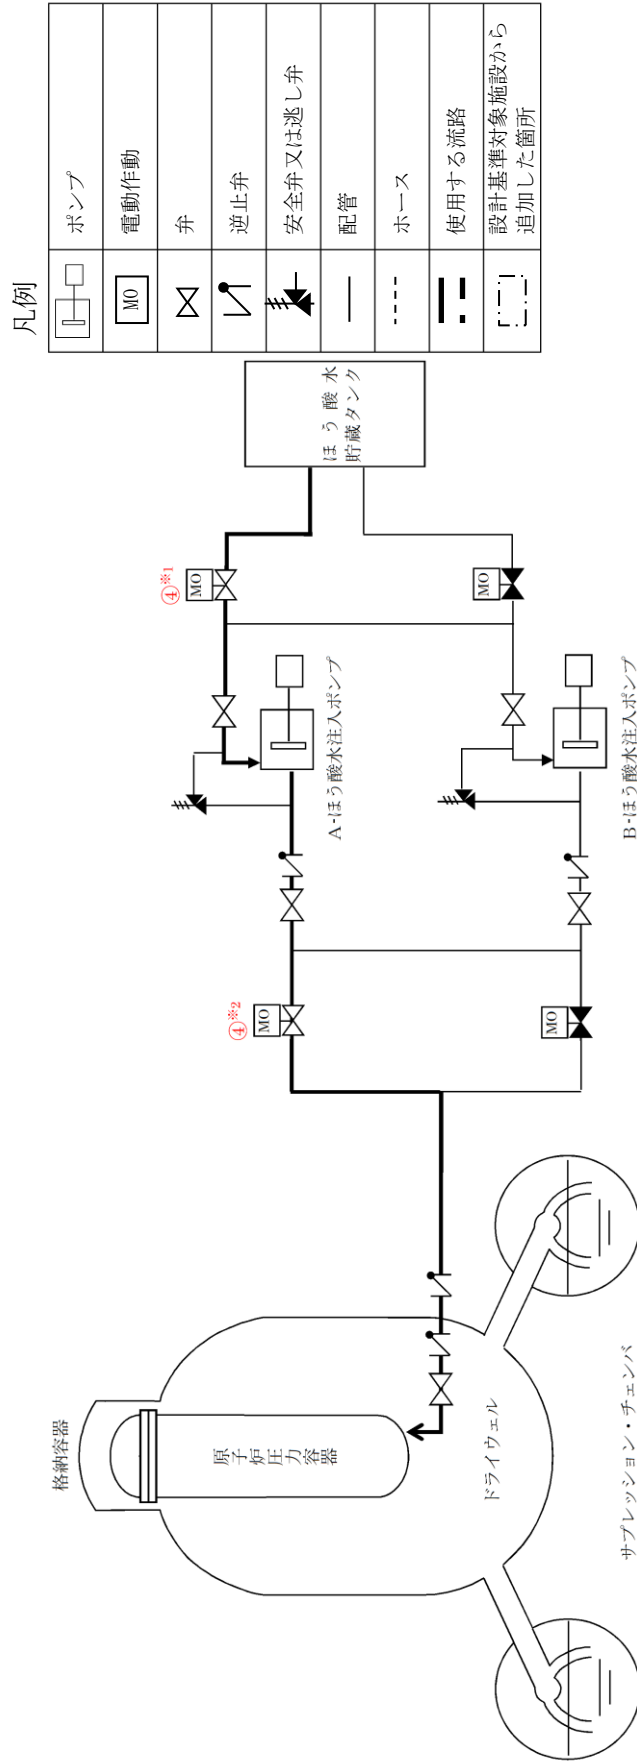 凡例
ポンプ
MO
電動作動
弁
逆止弁
安全弁又は逃し弁
配管
ホース
使用する流路
設計基準対象施設から
追加した箇所
格納容器
原子炉圧力容器
ドライウェル
サプレッション・チェンバ
④※2
MO
MO
④※1
MO
MO
A-ほう酸水注入ポンプ
B-ほう酸水注入ポンプ
ほう酸水
貯蔵タンク